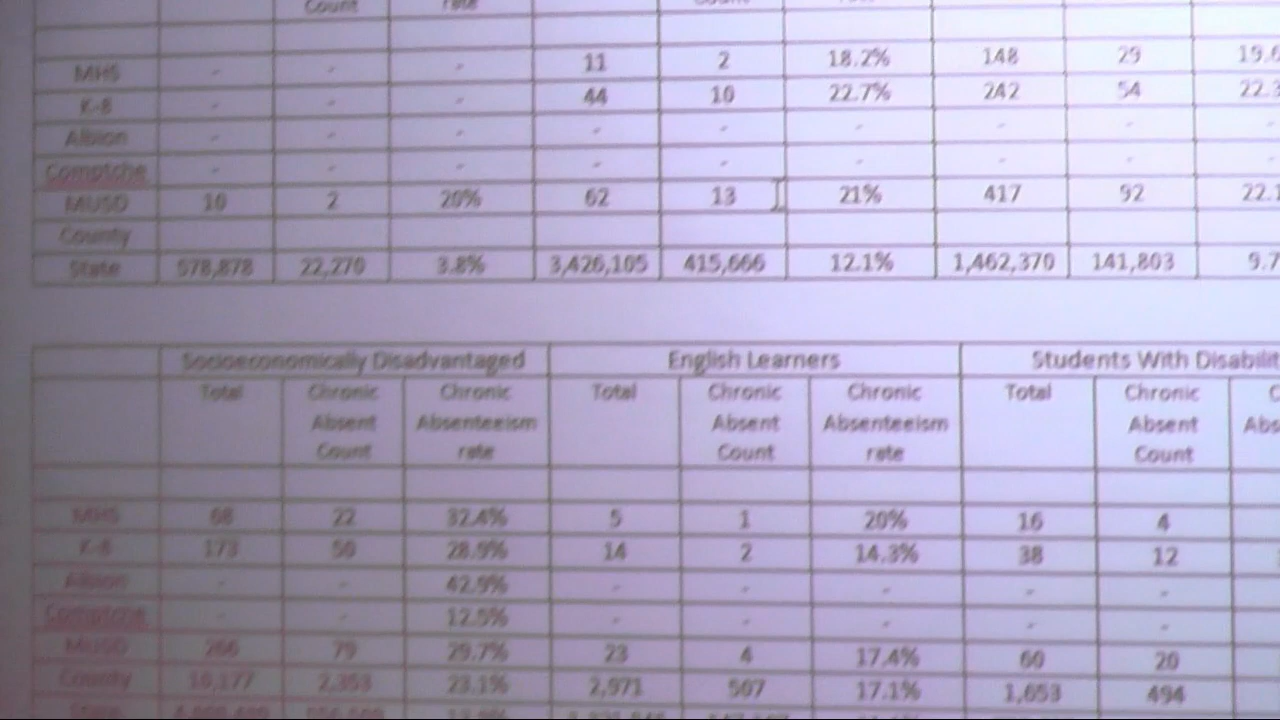 Count rate
MHS - - - 11 2 18.2% 148 29
K-8 - - - 44 10 22.7% 242 54
Albion - - - - - - - - -
Comptche - - - - - - - - -
MUSD 10 2 20% 62 13 21% 417 92
County
State 578,878 22,270 3.8% 3,426,105 415,666 12.1% 1,462,370 141,803
Socioeconomically Disadvantaged English Learners Students With
Total Chronic Chronic Total Chronic Chronic Total Chronic
Absent Absenteeism Absent Absenteeism Absent
Count rate Count rate Count
MHS 68 22 32.4% 5 1 20% 16 4
K-8 173 50 28.9% 14 2 14.3% 38 12
Albion - - 42.9% - - - - -
Comptche - - 12.5% - - - - -
MUSD 266 79 29.7% 23 4 17.4% 60 20
County 23.1% 2,971 507 17.1% 1,653 494
State